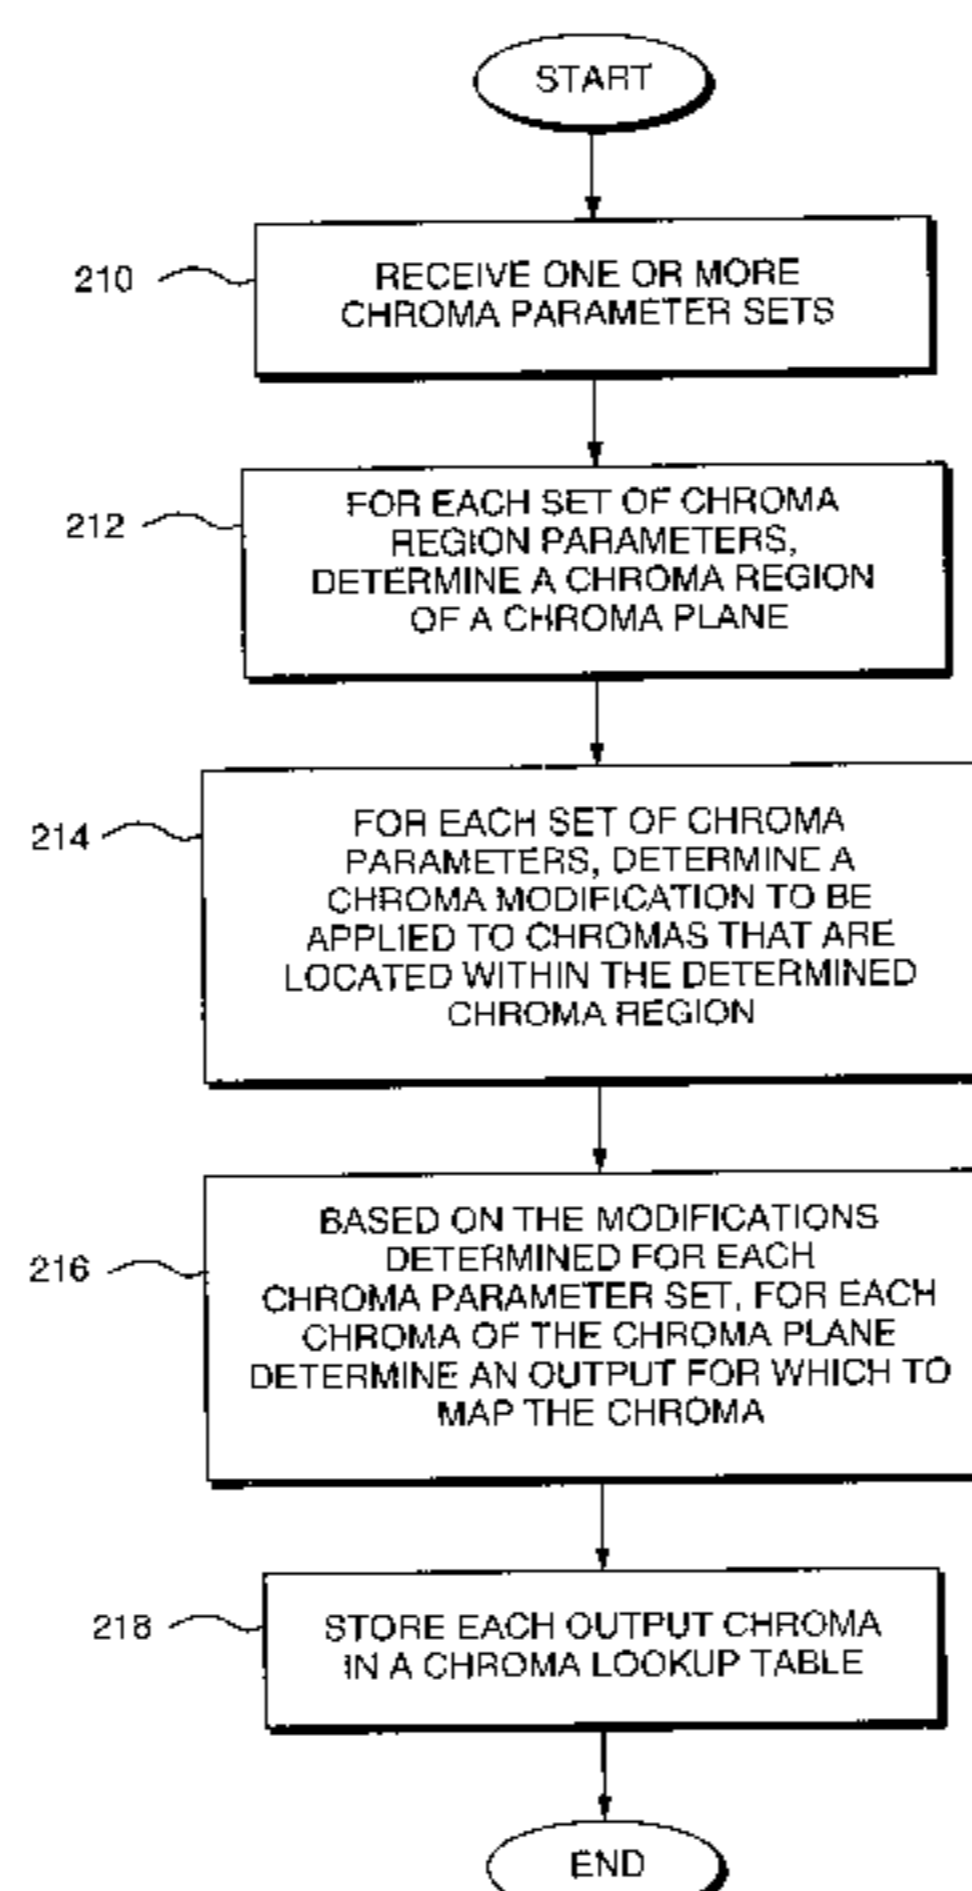 START
210
RECEIVE ONE OR MORE
CHROMA PARAMETER SETS
212
FOR EACH SET OF CHROMA
REGION PARAMETERS,
DETERMINE A CHROMA REGION
OF A CHROMA PLANE
214
FOR EACH SET OF CHROMA
PARAMETERS, DETERMINE A
CHROMA MODIFICATION TO BE
APPLIED TO CHROMAS THAT ARE
LOCATED WITHIN THE DETERMINED
CHROMA REGION
216
BASED ON THE MODIFICATIONS
DETERMINED FOR EACH
CHROMA PARAMETER SET, FOR EACH
CHROMA OF THE CHROMA PLANE
DETERMINE AN OUTPUT FOR WHICH TO
MAP THE CHROMA
218
STORE EACH OUTPUT CHROMA
IN A CHROMA LOOKUP TABLE
END